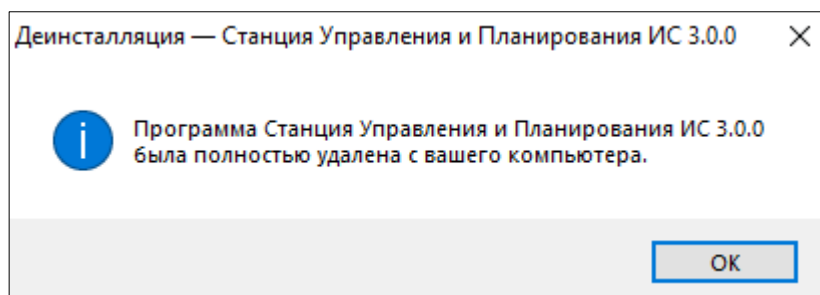 Деинсталляция — Станция Управления и Планирования ИС 3.0.0
Программа Станция Управления и Планирования ИС 3.0.0
была полностью удалена с вашего компьютера.
ОК